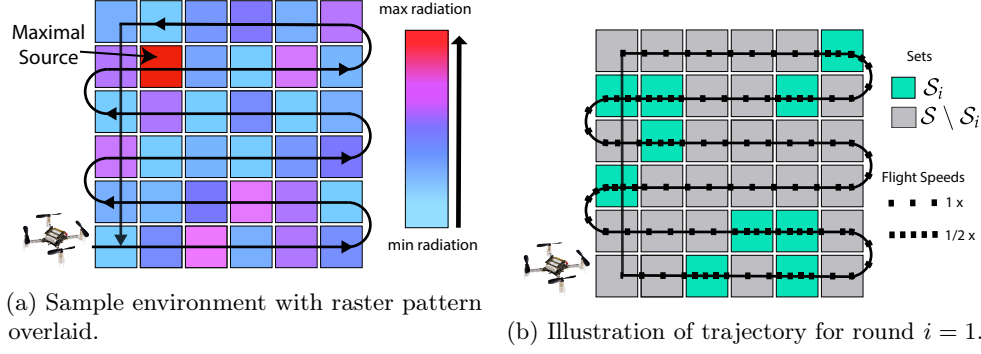 max radiation
Maximal
Source
min radiation
(a) Sample environment with raster pattern
overlaid.
Sets
𝒮ᵢ
𝒮 \ 𝒮ᵢ
Flight Speeds
1 x
1/2 x
(b) Illustration of trajectory for round i = 1.